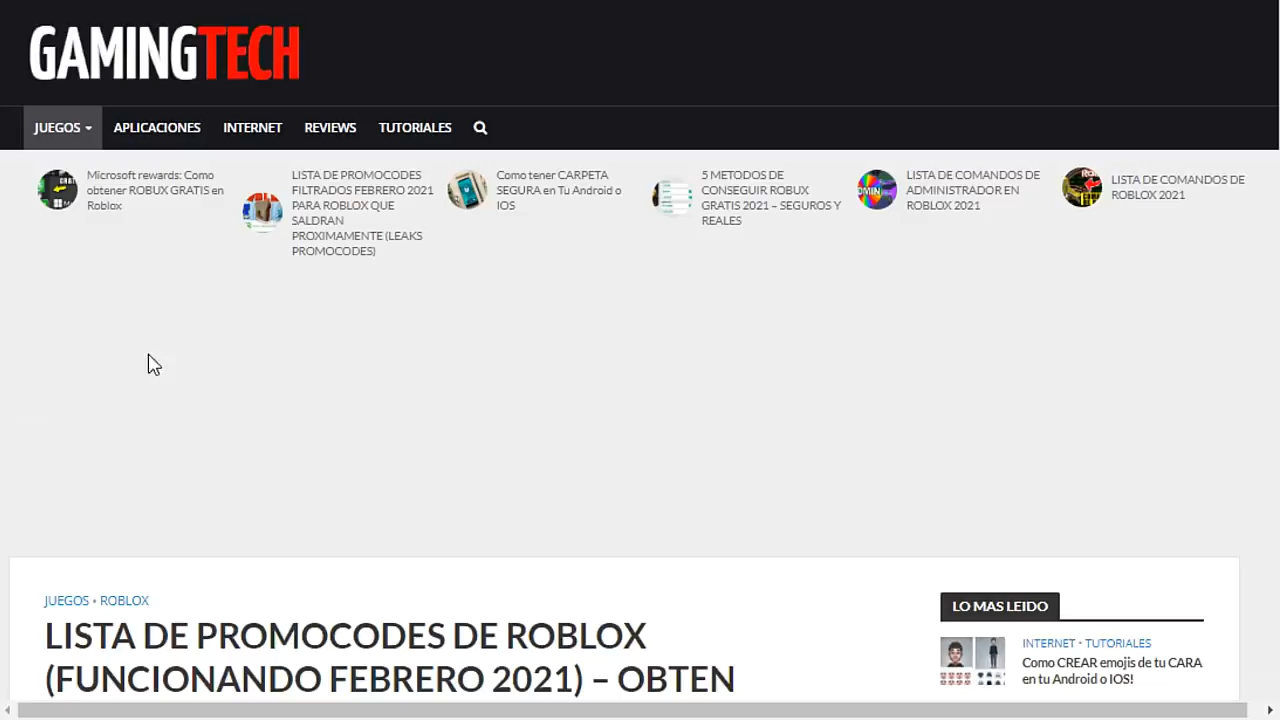 GAMINGTECH
JUEGOS APLICACIONES INTERNET REVIEWS TUTORIALES
Microsoft rewards: Como
obtener ROBUX GRATIS en
Roblox
LISTA DE PROMOCODES
FILTRADOS FEBRERO 2021
PARA ROBLOX QUE
SALDRAN
PROXIMAMENTE (LEAKS
PROMOCODES)
Como tener CARPETA
SEGURA en Tu Android o
IOS
5 METODOS DE
CONSEGUIR ROBUX
GRATIS 2021 – SEGUROS Y
REALES
LISTA DE COMANDOS DE
ADMINISTRADOR EN
ROBLOX 2021
LISTA DE COMANDOS DE
ROBLOX 2021
JUEGOS • ROBLOX
LISTA DE PROMOCODES DE ROBLOX
(FUNCIONANDO FEBRERO 2021) – OBTEN
LO MAS LEIDO
INTERNET • TUTORIALES
Como CREAR emojis de tu CARA
en tu Android o IOS!